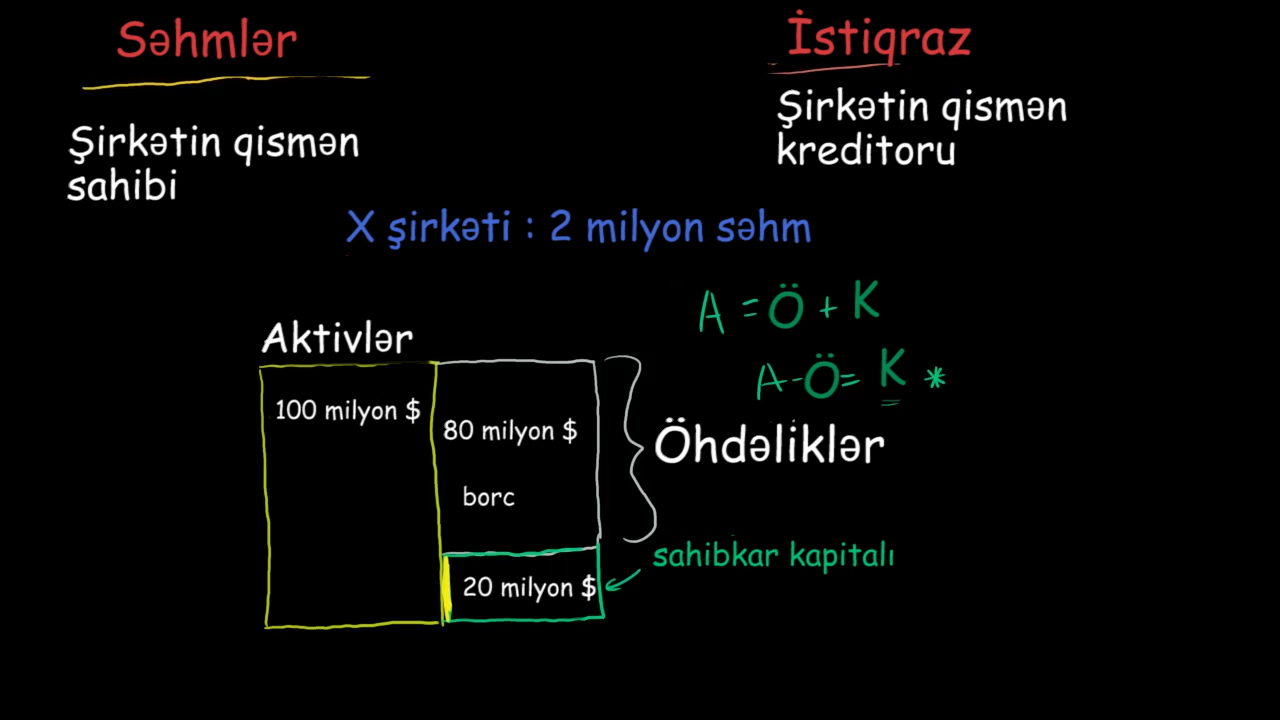 Səhmlər
Şirkətin qismən
sahibi
İstiqraz
Şirkətin qismən
kreditoru
X şirkəti : 2 milyon səhm
A = Ö + K
A - Ö = K *
Aktivlər
100 milyon $
80 milyon $
borc
Öhdəliklər
20 milyon $
sahibkar kapitalı